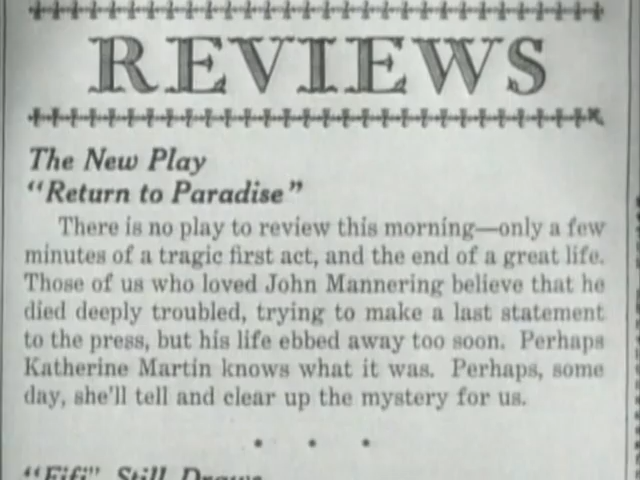 REVIEWS
The New Play
"Return to Paradise"
There is no play to review this morning—only a few
minutes of a tragic first act, and the end of a great life.
Those of us who loved John Mannering believe that he
died deeply troubled, trying to make a last statement
to the press, but his life ebbed away too soon. Perhaps
Katherine Martin knows what it was. Perhaps, some
day, she'll tell and clear up the mystery for us.
• • •
"Fifi" Still Draws